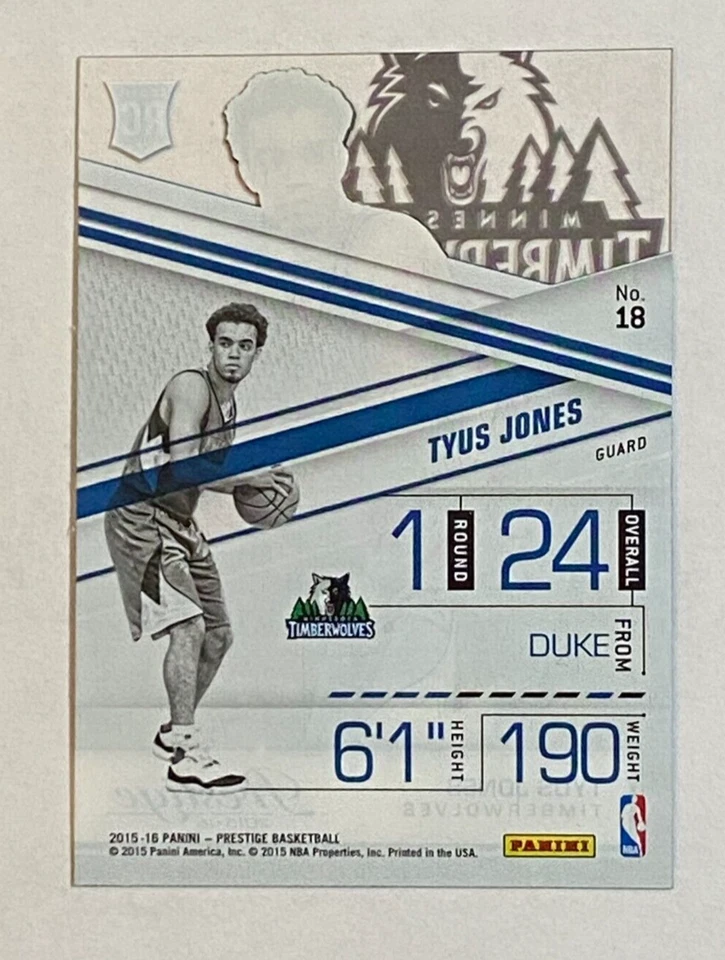 RC
MINNES
TIMBERW
No.
18
TYUS JONES
GUARD
1 ROUND 24 OVERALL
MINNESOTA
TIMBERWOLVES
DUKE FROM
6'1" HEIGHT 190 WEIGHT
Prestige
TYUS JONES
TIMBERWOLVES
2015-16 PANINI – PRESTIGE BASKETBALL
© 2015 Panini America, Inc. © 2015 NBA Properties, Inc. Printed in the USA.
PANINI
NBA